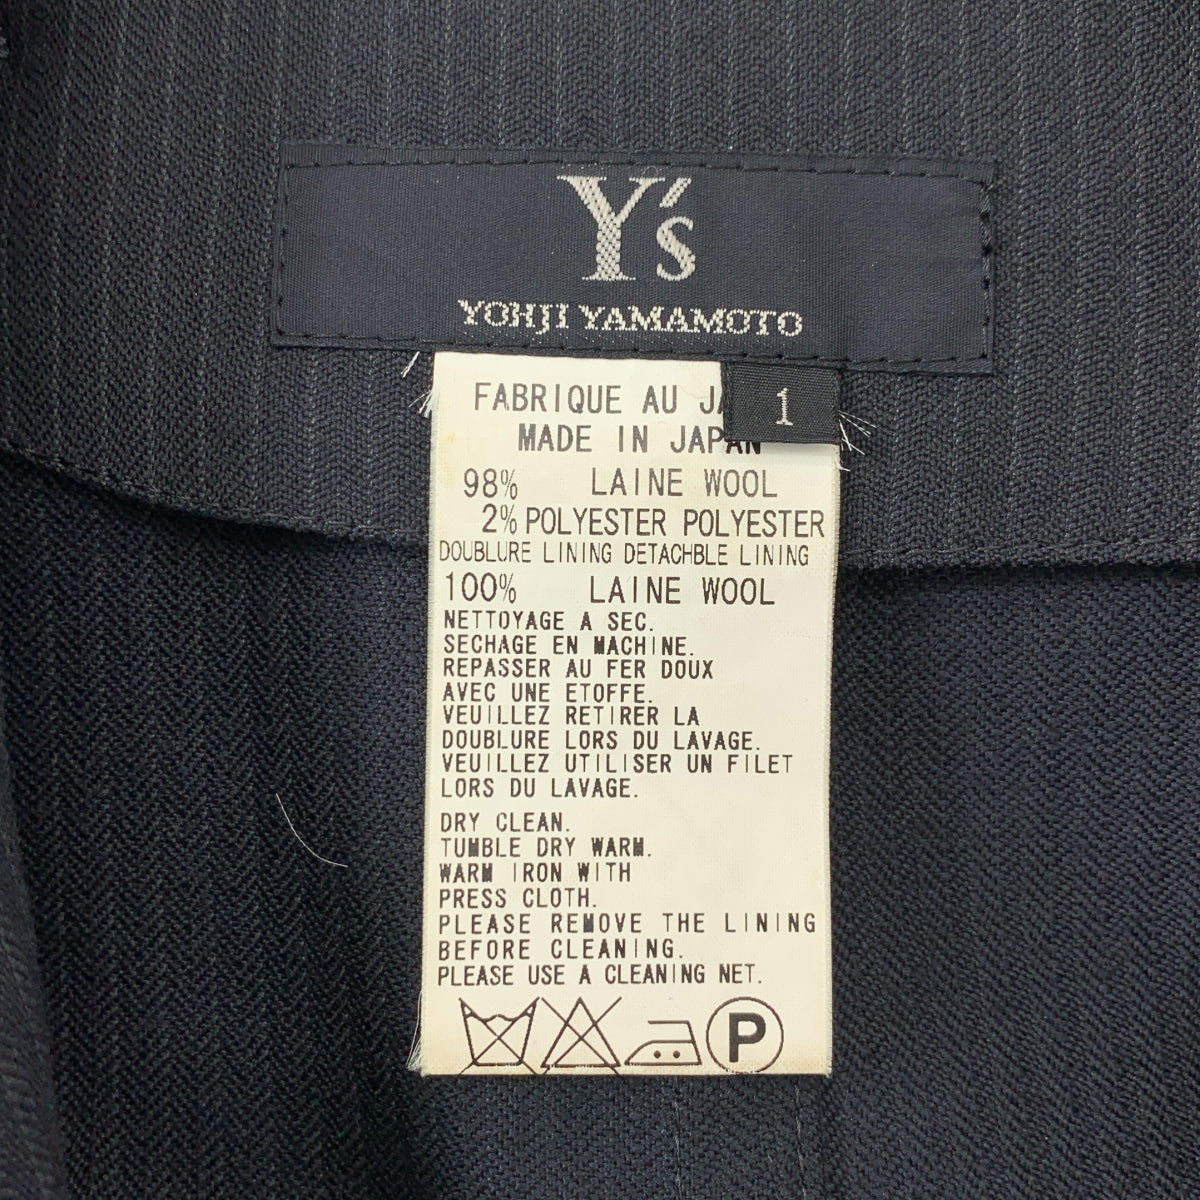 Y's
YOHJI YAMAMOTO
1
FABRIQUE AU
MADE IN JAPAN
98% LAINE WOOL
2% POLYESTER POLYESTER
DOUBLURE LINING DETACHBLE LINING
100% LAINE WOOL
NETTOYAGE A SEC.
SECHAGE EN MACHINE.
REPASSER AU FER DOUX
AVEC UNE ETOFFE.
VEUILLEZ RETIRER LA
DOUBLURE LORS DU LAVAGE.
VEUILLEZ UTILISER UN FILET
LORS DU LAVAGE.
DRY CLEAN.
TUMBLE DRY WARM.
WARM IRON WITH
PRESS CLOTH.
PLEASE REMOVE THE LINING
BEFORE CLEANING.
PLEASE USE A CLEANING NET.
P